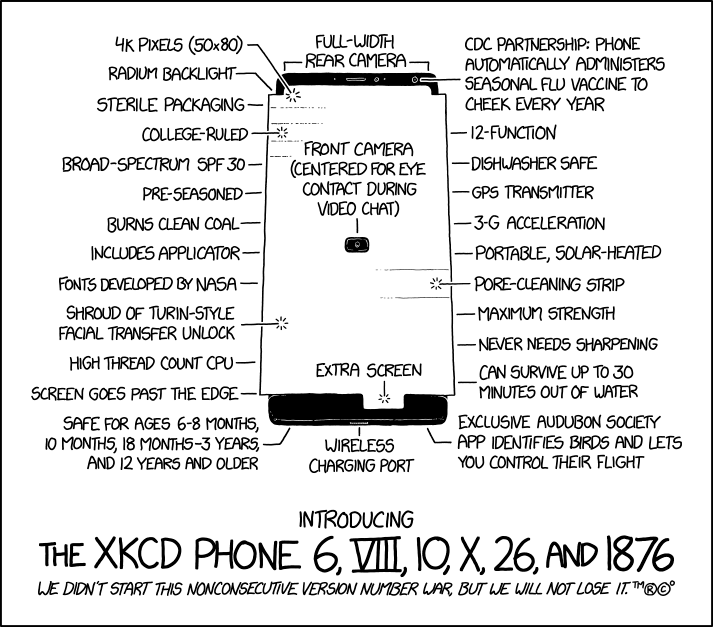 4K PIXELS (50x80)
RADIUM BACKLIGHT
STERILE PACKAGING
COLLEGE-RULED
BROAD-SPECTRUM SPF 30
PRE-SEASONED
BURNS CLEAN COAL
INCLUDES APPLICATOR
FONTS DEVELOPED BY NASA
SHROUD OF TURIN-STYLE
FACIAL TRANSFER UNLOCK
HIGH THREAD COUNT CPU
SCREEN GOES PAST THE EDGE
SAFE FOR AGES 6-8 MONTHS,
10 MONTHS, 18 MONTHS-3 YEARS,
AND 12 YEARS AND OLDER
FULL-WIDTH
REAR CAMERA
FRONT CAMERA
(CENTERED FOR EYE
CONTACT DURING
VIDEO CHAT)
EXTRA SCREEN
WIRELESS
CHARGING PORT
CDC PARTNERSHIP: PHONE
AUTOMATICALLY ADMINISTERS
SEASONAL FLU VACCINE TO
CHEEK EVERY YEAR
12-FUNCTION
DISHWASHER SAFE
GPS TRANSMITTER
3-G ACCELERATION
PORTABLE, SOLAR-HEATED
PORE-CLEANING STRIP
MAXIMUM STRENGTH
NEVER NEEDS SHARPENING
CAN SURVIVE UP TO 30
MINUTES OUT OF WATER
EXCLUSIVE AUDUBON SOCIETY
APP IDENTIFIES BIRDS AND LETS
YOU CONTROL THEIR FLIGHT
INTRODUCING
THE XKCD PHONE 6, VIII, 10, X, 26, AND 1876
WE DIDN'T START THIS NONCONSECUTIVE VERSION NUMBER WAR, BUT WE WILL NOT LOSE IT.™®©°